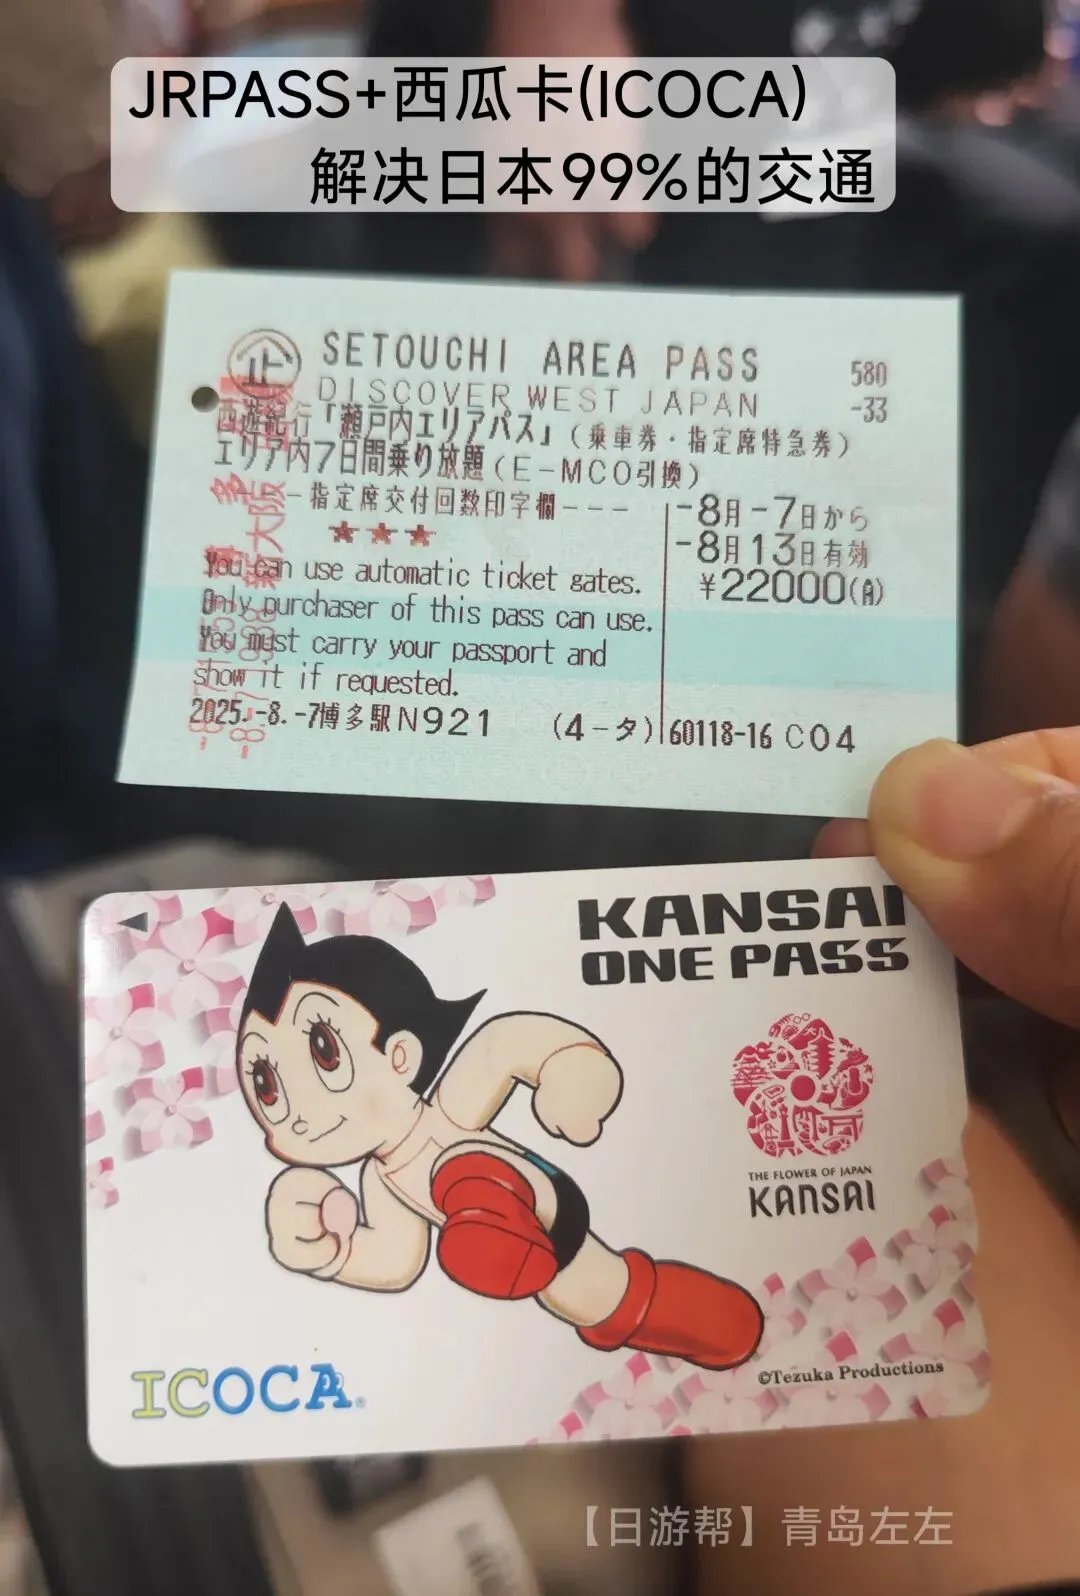 JRPASS+西瓜卡(ICOCA)
解决日本99%的交通
SETOUCHI AREA PASS
580
DISCOVER WEST JAPAN
-33
西遊紀行「瀬戸内エリアパス」(乗車券・指定席特急券)
エリア内7日間乗り放題(E-MCO引換)
指定席交付回数印字欄---
-8月-7日から
★★★
-8月13日有効
You can use automatic ticket gates.
¥22000
Only purchaser of this pass can use.
You must carry your passport and
show it if requested.
2025.-8.-7博多駅N921 (4-タ) 60118-16 C04
KANSAI
ONE PASS
THE FLOWER OF JAPAN
KANSAI
©Tezuka Productions
ICOCA
【日游帮】青岛左左